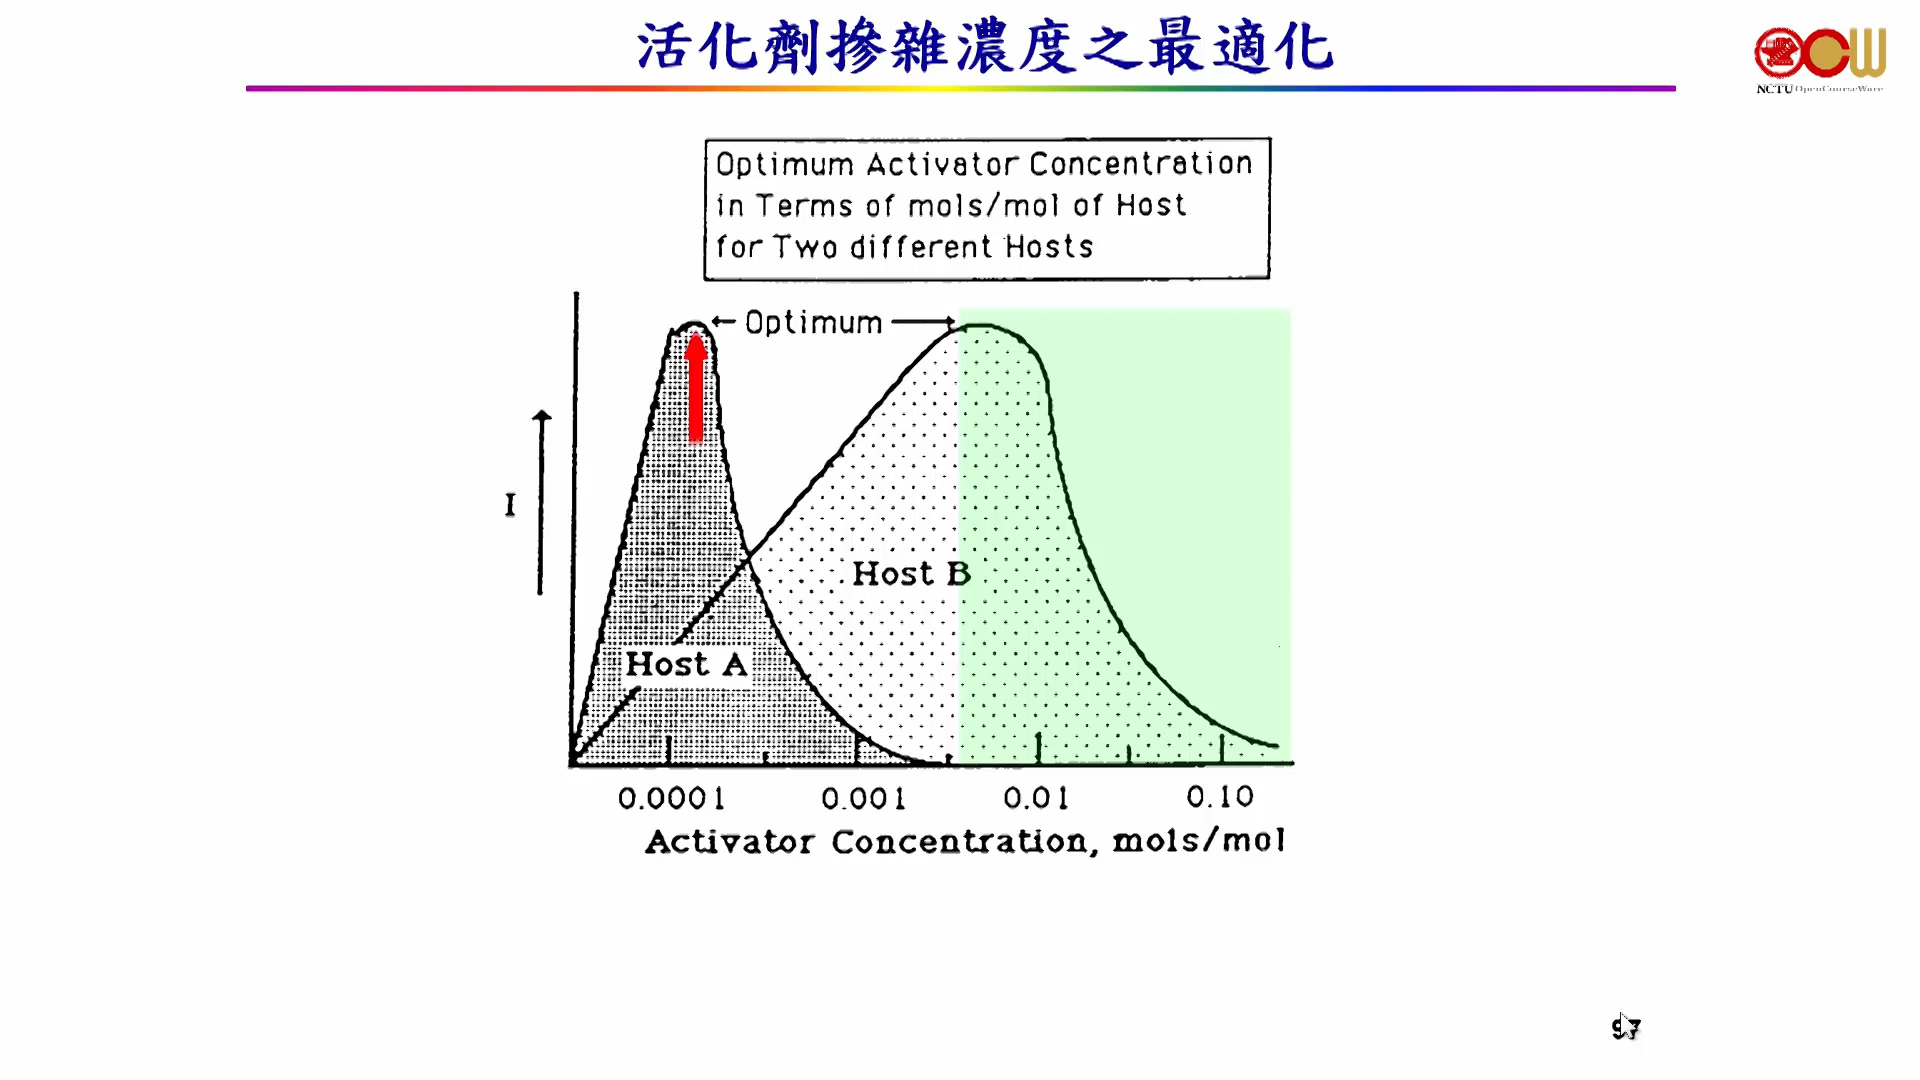 活化劑摻雜濃度之最適化
NCTU OpenCourseWare
Optimum Activator Concentration
in Terms of mols/mol of Host
for Two different Hosts
Optimum
I
Host B
Host A
0.0001 0.001 0.01 0.10
Activator Concentration, mols/mol